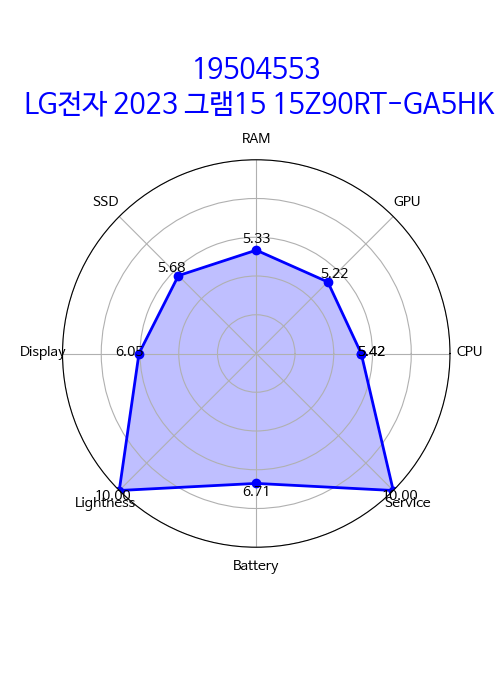 19504553
LG전자 2023 그램15 15Z90RT-GA5HK
RAM
SSD
GPU
5.33
5.68
5.22
Display
6.05
5.42
CPU
6.71
10.00
10.00
Lightness
Service
Battery